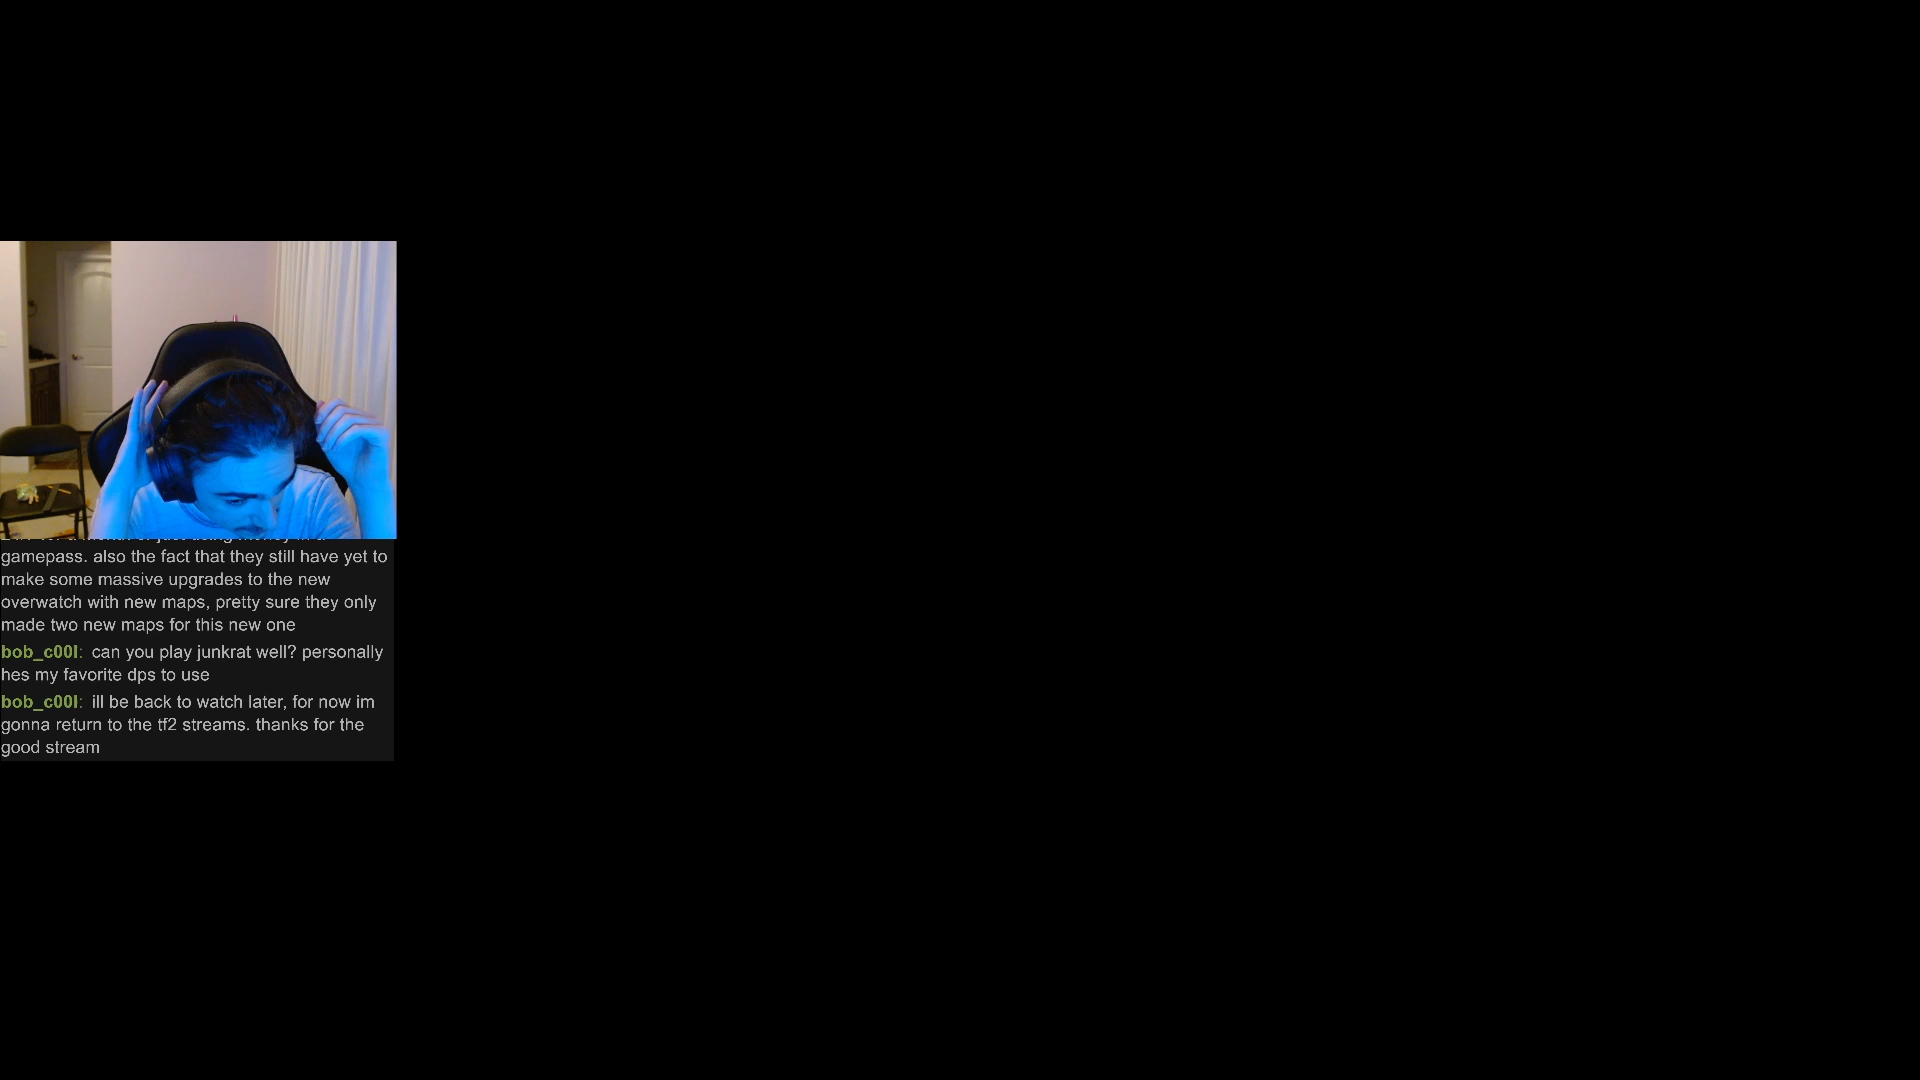 gamepass. also the fact that they still have yet to
make some massive upgrades to the new
overwatch with new maps, pretty sure they only
made two new maps for this new one
bob_c00l: can you play junkrat well? personally
hes my favorite dps to use
bob_c00l: ill be back to watch later, for now im
gonna return to the tf2 streams. thanks for the
good stream